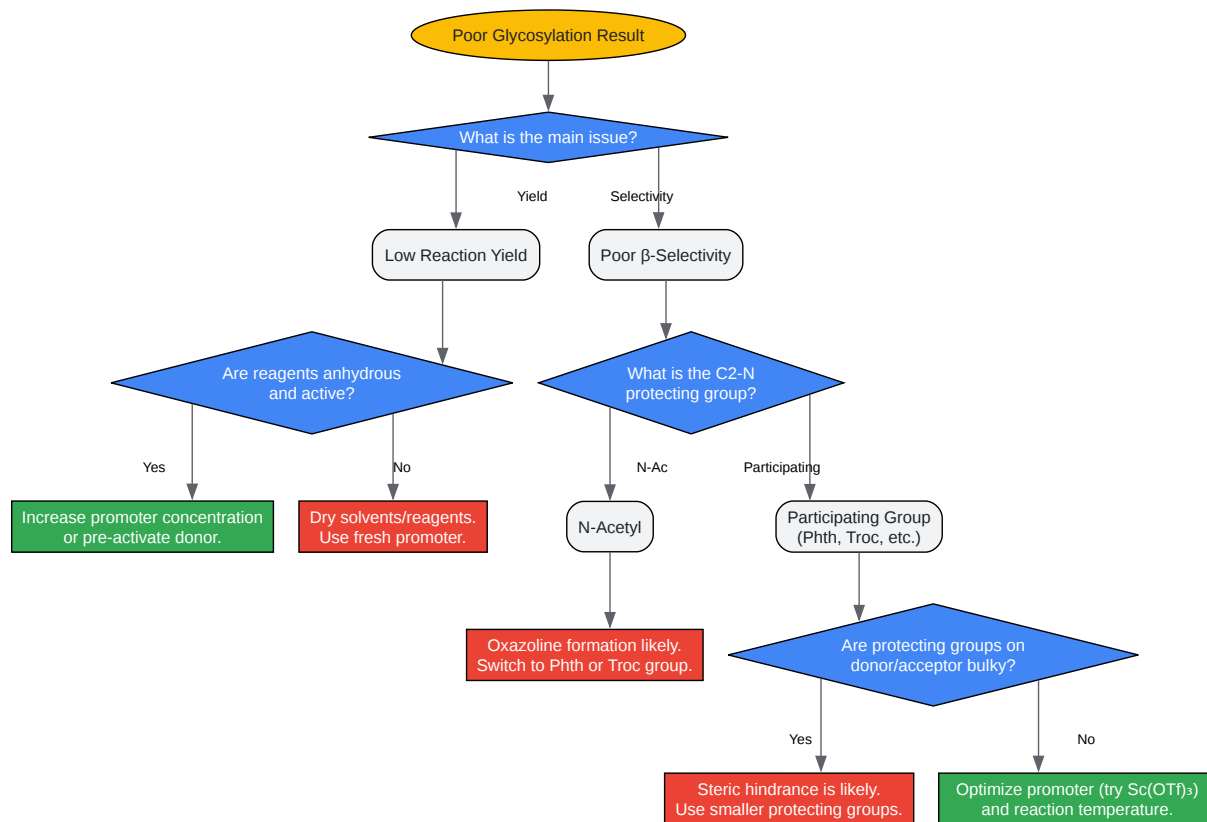 Poor Glycosylation Result
What is the main issue?
Yield
Selectivity
Low Reaction Yield
Poor β-Selectivity
Are reagents anhydrous
and active?
What is the C2-N
protecting group?
Yes
No
N-Ac
Participating
Increase promoter concentration
or pre-activate donor.
Dry solvents/reagents.
Use fresh promoter.
N-Acetyl
Participating Group
(Phth, Troc, etc.)
Oxazoline formation likely.
Switch to Phth or Troc group.
Are protecting groups on
donor/acceptor bulky?
Yes
No
Steric hindrance is likely.
Use smaller protecting groups.
Optimize promoter (try Sc(OTf)₃)
and reaction temperature.